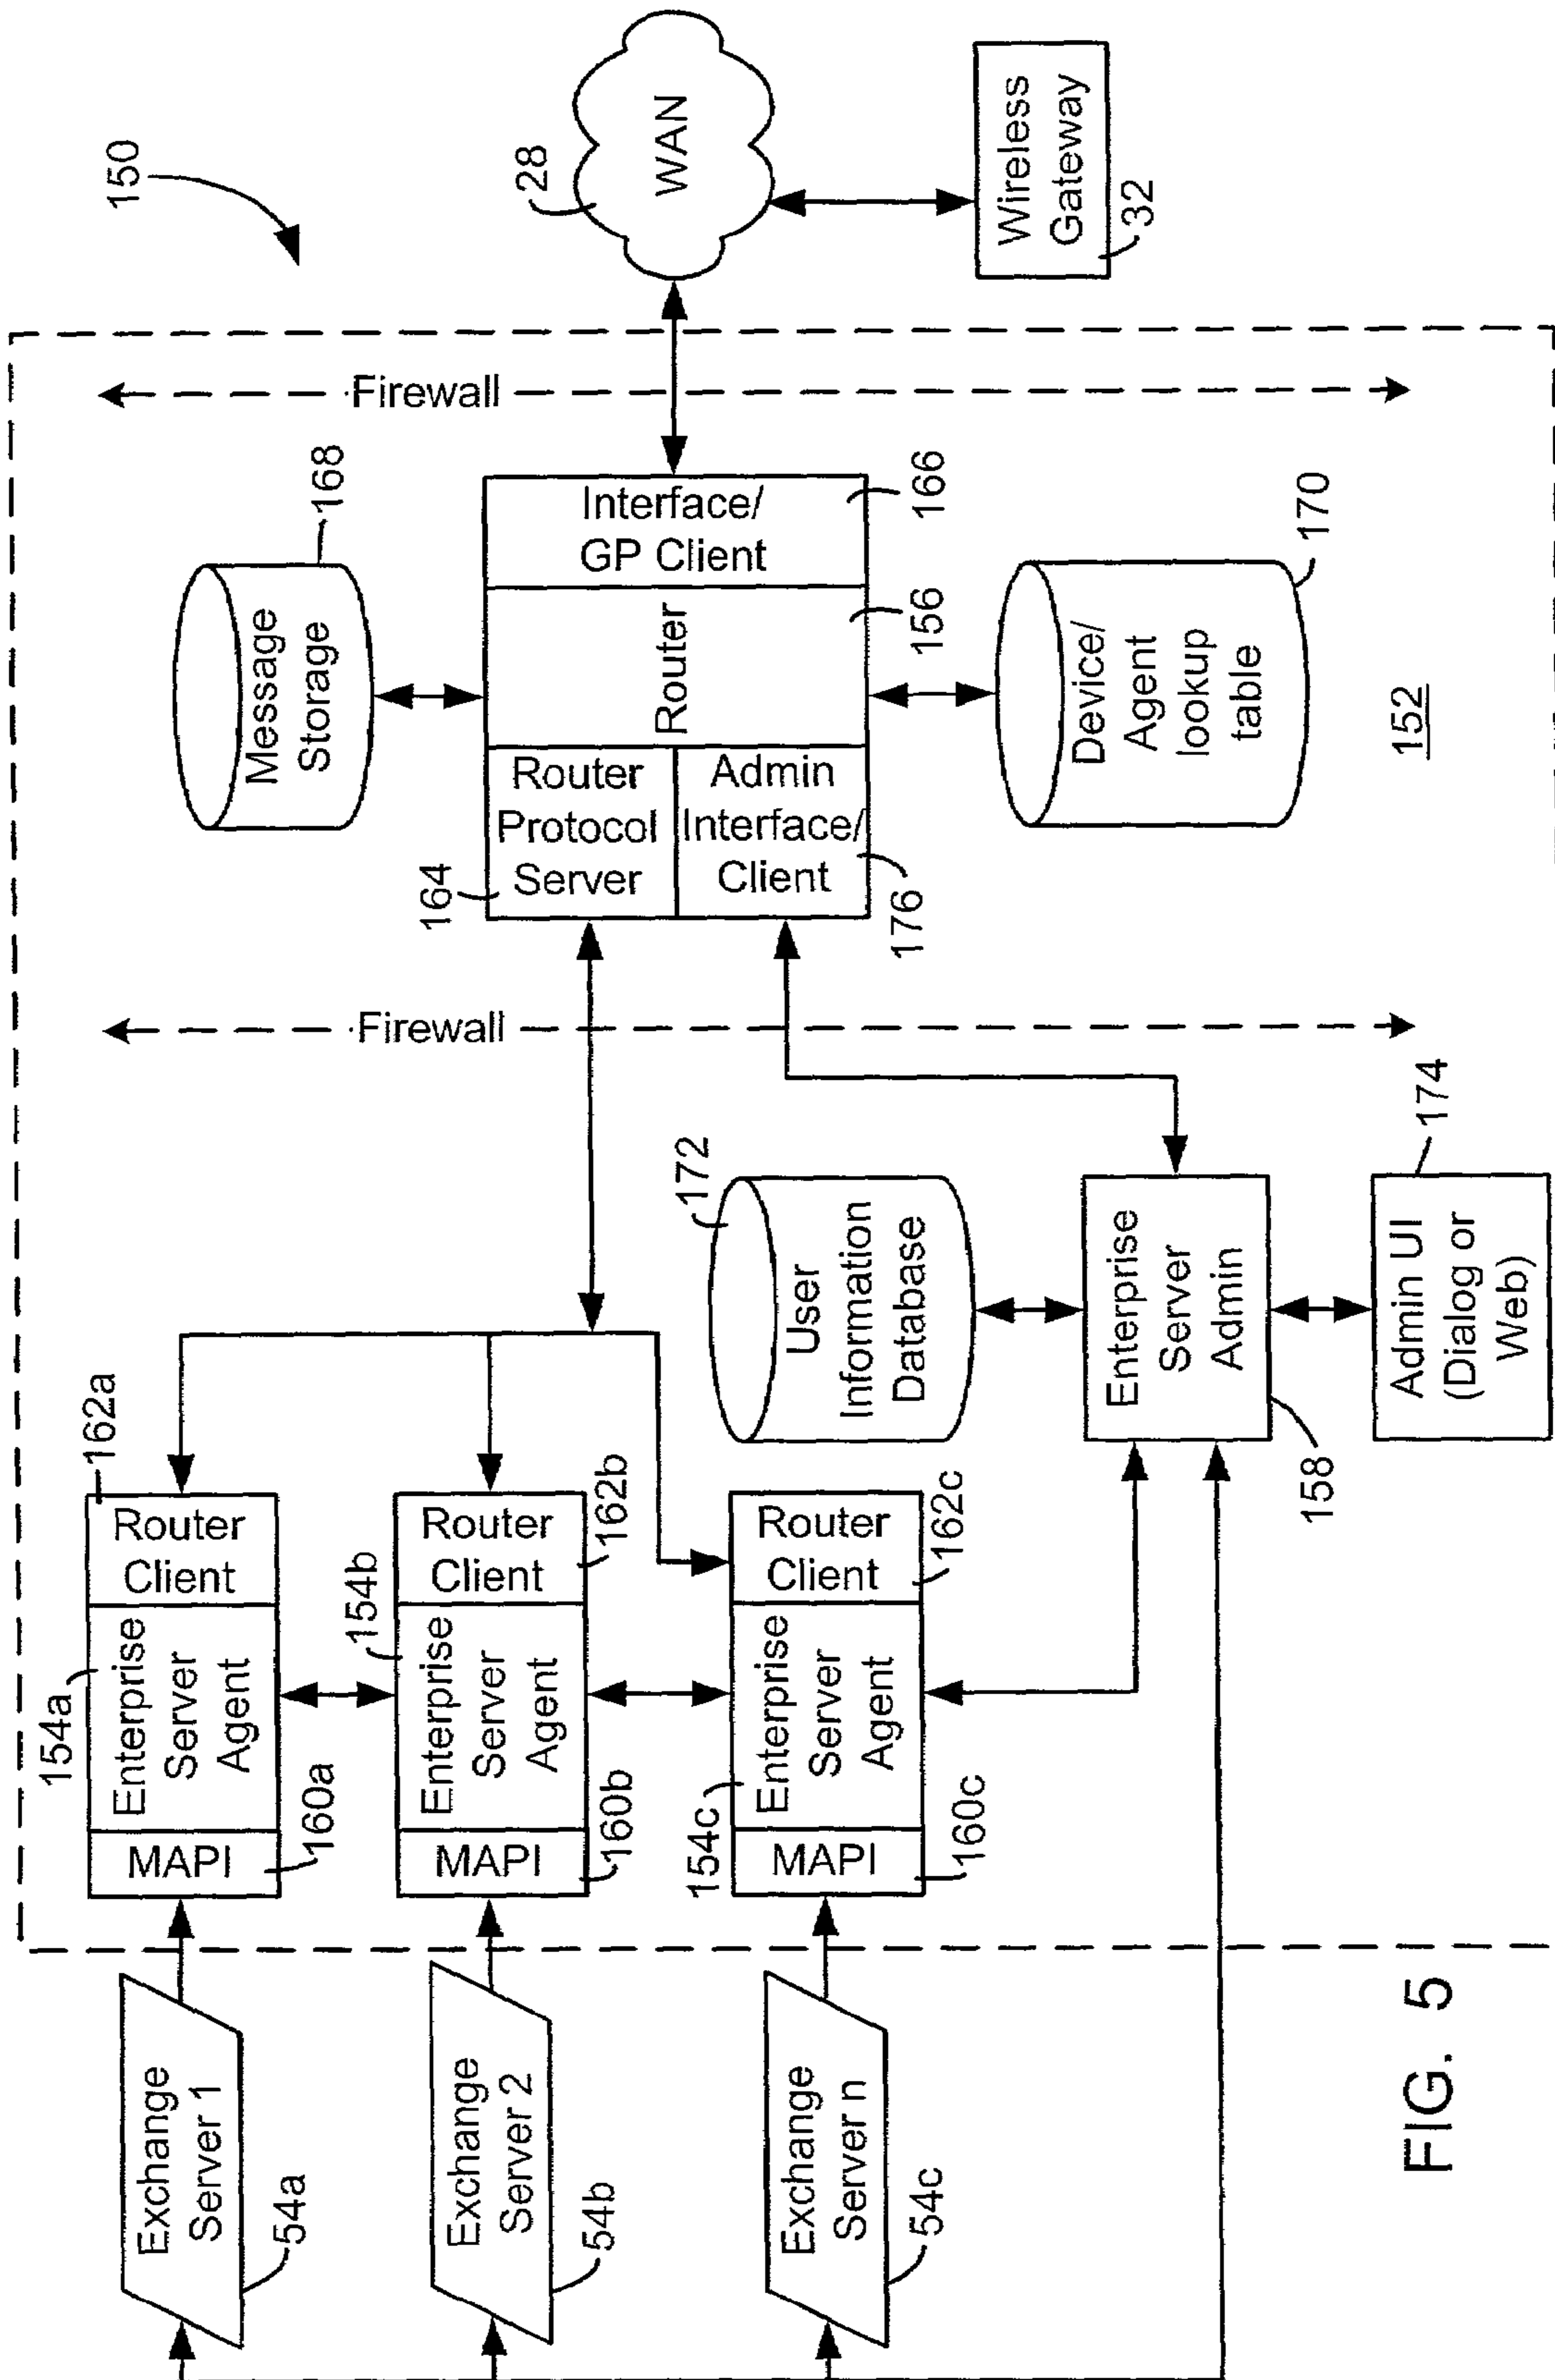 150
28
WAN
Wireless
Gateway
32
Firewall
168
Message
Storage
Interface/
GP Client
166
Router
156
Router
Protocol
Server
164
Admin
Interface/
Client
176
Device/
Agent
lookup
table
170
152
Firewall
172
User
Information
Database
Enterprise
Server
Admin
158
174
Admin UI
(Dialog or
Web)
162a
Router
Client
154a
Enterprise
Server
Agent
MAPI
160a
Router
Client
162b
154b
Enterprise
Server
Agent
MAPI
160b
Router
Client
162c
154c
Enterprise
Server
Agent
MAPI
160c
Exchange
Server 1
54a
Exchange
Server 2
54b
Exchange
Server n
54c
FIG. 5